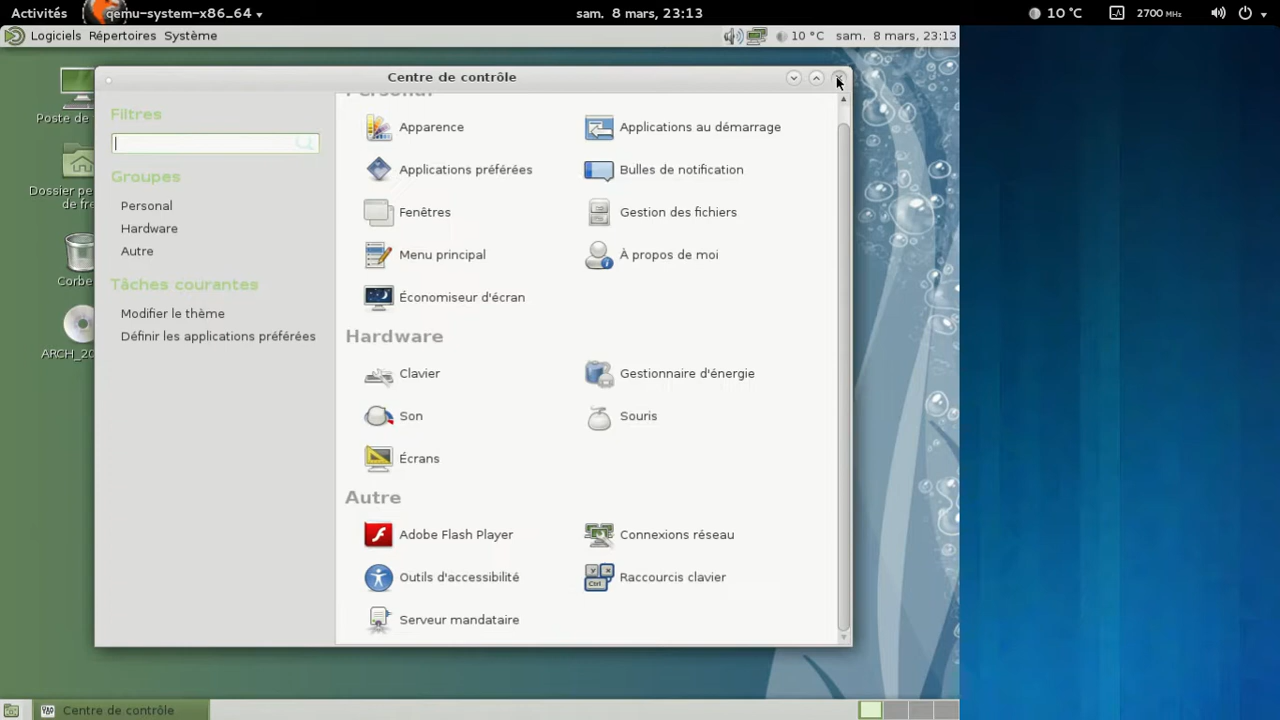 Activités qemu-system-x86_64 sam. 8 mars, 23:13 10 °C 2700 MHz
Logiciels Répertoires Système 10 °C sam. 8 mars, 23:13
Centre de contrôle
Poste de
Dossier pe
de fre
Corbe
ARCH_20
Filtres
Groupes
Personal
Hardware
Autre
Tâches courantes
Modifier le thème
Définir les applications préférées
Personal
Apparence Applications au démarrage
Applications préférées Bulles de notification
Fenêtres Gestion des fichiers
Menu principal À propos de moi
Économiseur d'écran
Hardware
Clavier Gestionnaire d'énergie
Son Souris
Écrans
Autre
Adobe Flash Player Connexions réseau
Outils d'accessibilité Raccourcis clavier
Serveur mandataire
Centre de contrôle